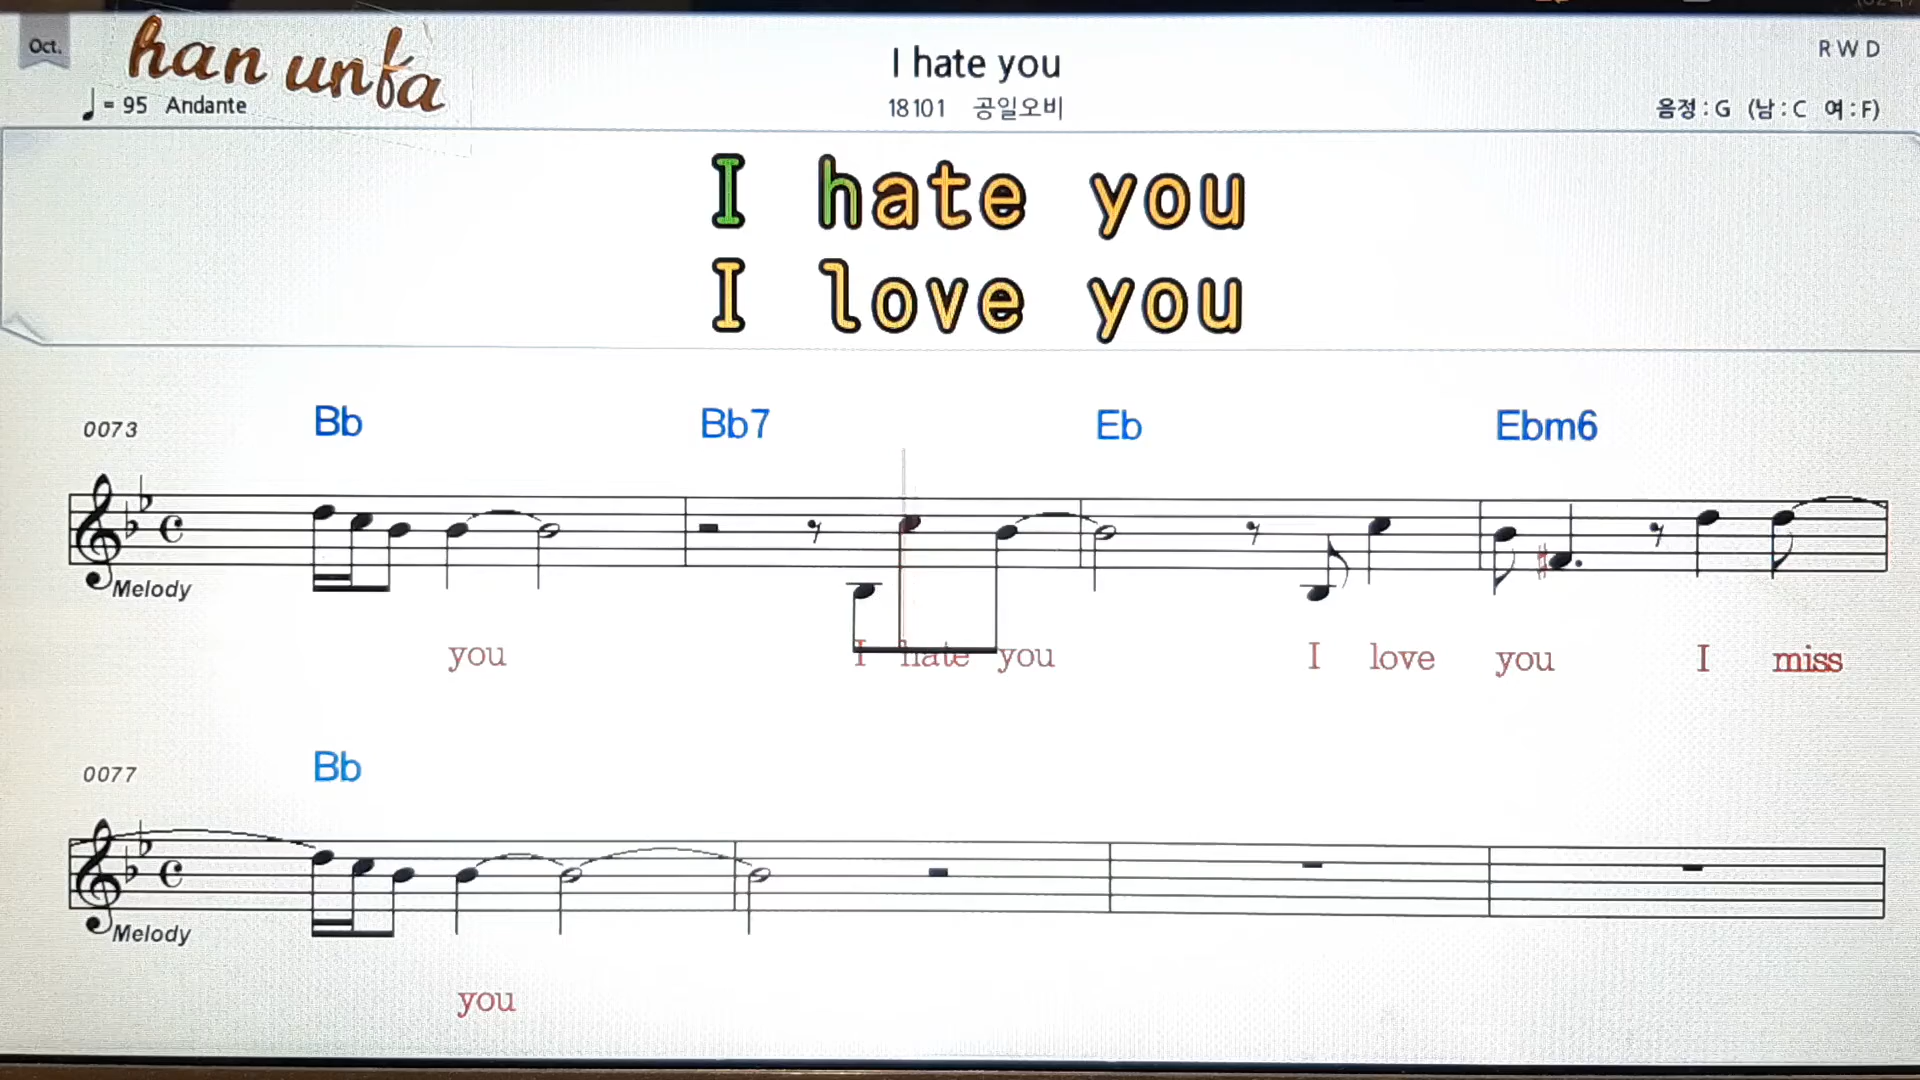 Oct.
han unfa
I hate you
R W D
♩ = 95 Andante
18101 공일오비
음정 : G (남 : C 여 : F)
I hate you
I love you
0073 Bb Bb7 Eb Ebm6
Melody
you I hate you I love you I miss
0077 Bb
Melody
you